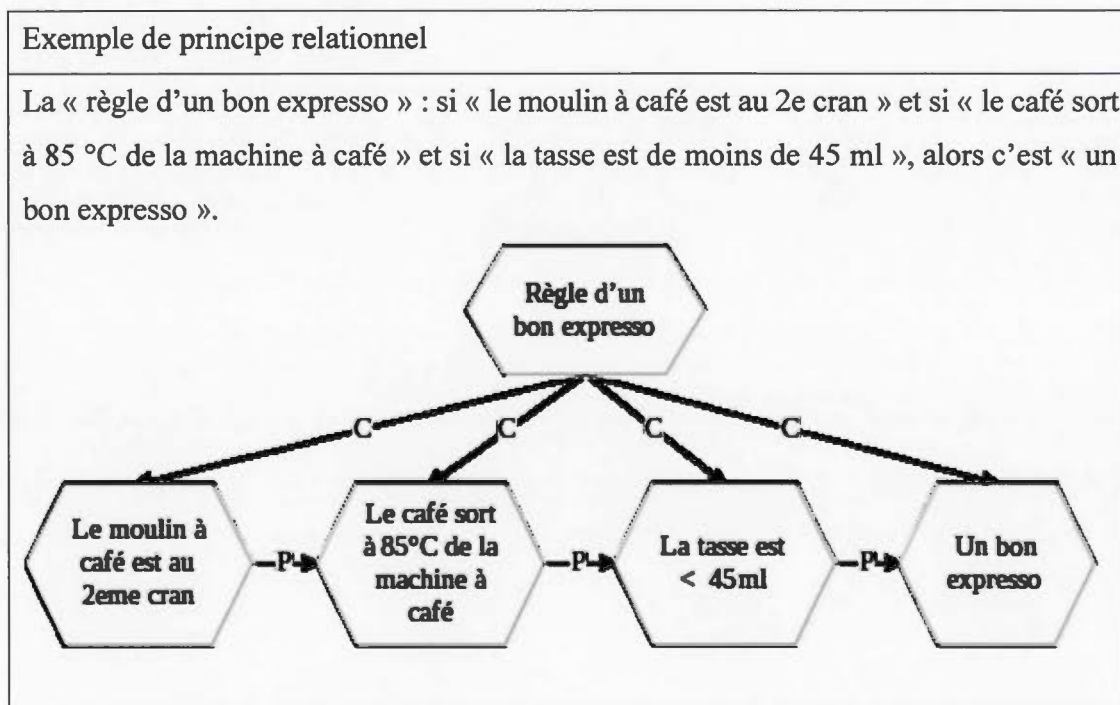 Exemple de principe relationnel
La « règle d'un bon expresso » : si « le moulin à café est au 2e cran » et si « le café sort
à 85 °C de la machine à café » et si « la tasse est de moins de 45 ml », alors c'est « un
bon expresso ».
Règle d'un
bon expresso
C
C
C
C
Le moulin à
café est au
2eme cran
P
Le café sort
à 85°C de la
machine à
café
P
La tasse est
< 45ml
P
Un bon
expresso